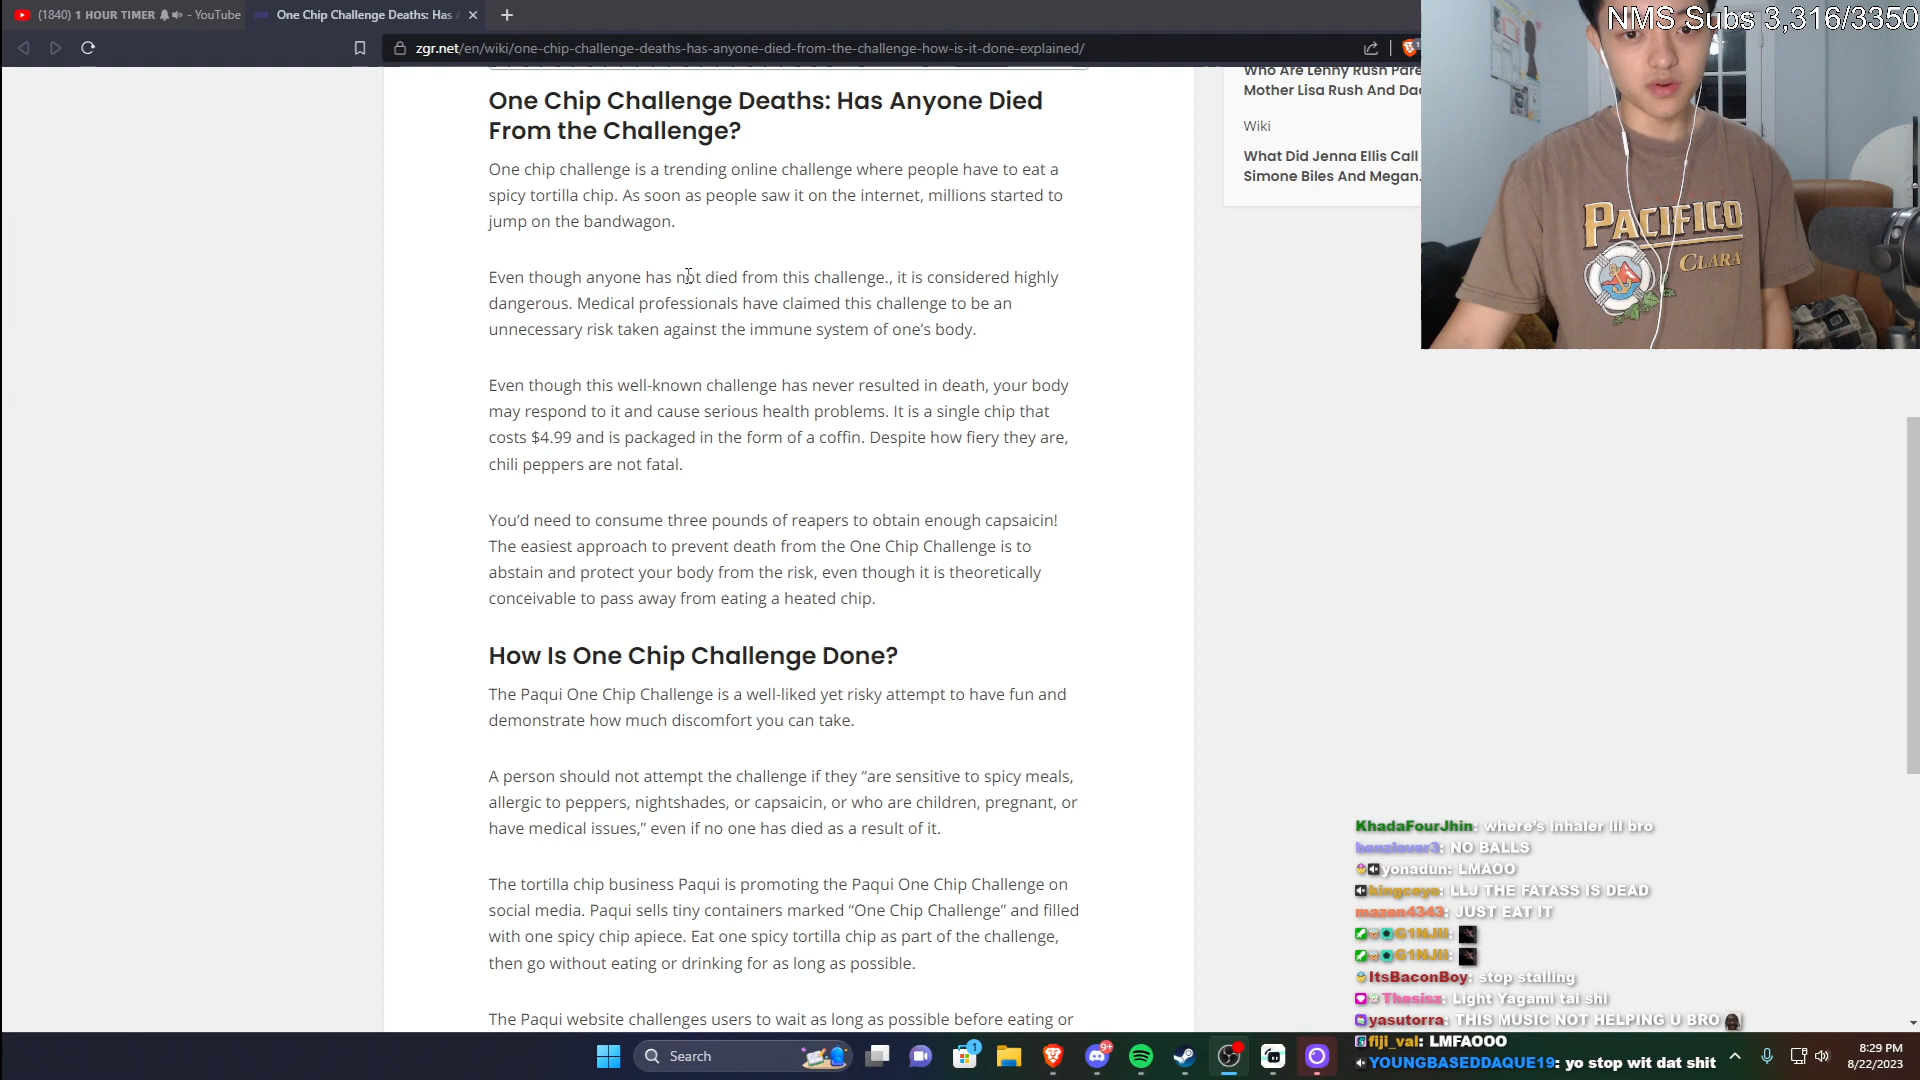 (1840) 1 HOUR TIMER - YouTube
One Chip Challenge Deaths: Has
NMS Subs 3,316/3350
zgr.net/en/wiki/one-chip-challenge-deaths-has-anyone-died-from-the-challenge-how-is-it-done-explained/
One Chip Challenge Deaths: Has Anyone Died
From the Challenge?
One chip challenge is a trending online challenge where people have to eat a
spicy tortilla chip. As soon as people saw it on the internet, millions started to
jump on the bandwagon.
Even though anyone has not died from this challenge., it is considered highly
dangerous. Medical professionals have claimed this challenge to be an
unnecessary risk taken against the immune system of one's body.
Even though this well-known challenge has never resulted in death, your body
may respond to it and cause serious health problems. It is a single chip that
costs $4.99 and is packaged in the form of a coffin. Despite how fiery they are,
chili peppers are not fatal.
You'd need to consume three pounds of reapers to obtain enough capsaicin!
The easiest approach to prevent death from the One Chip Challenge is to
abstain and protect your body from the risk, even though it is theoretically
conceivable to pass away from eating a heated chip.
How Is One Chip Challenge Done?
The Paqui One Chip Challenge is a well-liked yet risky attempt to have fun and
demonstrate how much discomfort you can take.
A person should not attempt the challenge if they “are sensitive to spicy meals,
allergic to peppers, nightshades, or capsaicin, or who are children, pregnant, or
have medical issues,” even if no one has died as a result of it.
The tortilla chip business Paqui is promoting the Paqui One Chip Challenge on
social media. Paqui sells tiny containers marked “One Chip Challenge” and filled
with one spicy chip apiece. Eat one spicy tortilla chip as part of the challenge,
then go without eating or drinking for as long as possible.
The Paqui website challenges users to wait as long as possible before eating or
Who Are Lenny Rush Pare
Mother Lisa Rush And Da
Wiki
What Did Jenna Ellis Call
Simone Biles And Megan.
PACIFICO
CLARA
KhadaFourJhin: where's inhaler lil bro
: NO BALLS
yonadun: LMAOO
kingcayo: LLJ THE FATASS IS DEAD
mazen4343: JUST EAT IT
G1NJIII:
G1NJIII:
ItsBaconBoy: stop stalling
Thesisz: Light Yagami tai shi
yasutorra: THIS MUSIC NOT HELPING U BRO
fiji_val: LMFAOOO
YOUNGBASEDDAQUE19: yo stop wit dat shit
Search
1
9+
8:29 PM
8/22/2023